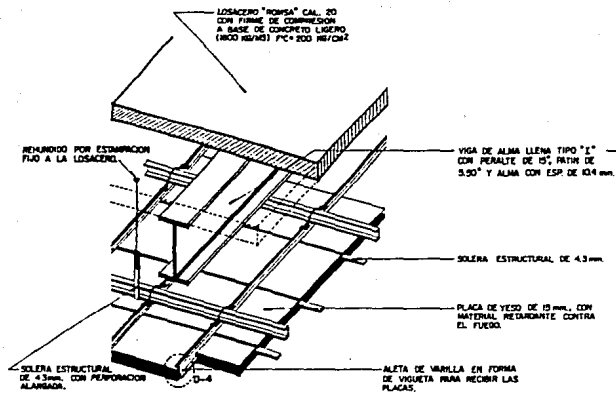 LOSACERO "ROMSA" CAL. 20
CON FIRME DE COMPRESION
A BASE DE CONCRETO LIGERO
(1800 KG/M3) F'C= 200 KG/CM2
REHUNDIDO POR ESTAMPACION
FIJO A LA LOSACERO.
VIGA DE ALMA LLENA TIPO "I"
CON PERALTE DE 15", PATIN DE
5.50" Y ALMA CON ESP. DE 10.4 mm.
SOLERA ESTRUCTURAL DE 4.3 mm.
PLACA DE YESO DE 15 mm., CON
MATERIAL RETARDANTE CONTRA
EL FUEGO.
SOLERA ESTRUCTURAL
DE 4.3 mm. CON PERFORACION
ALARGADA.
D-4
ALETA DE VARILLA EN FORMA
DE VIGUETA PARA RECIBIR LAS
PLACAS.